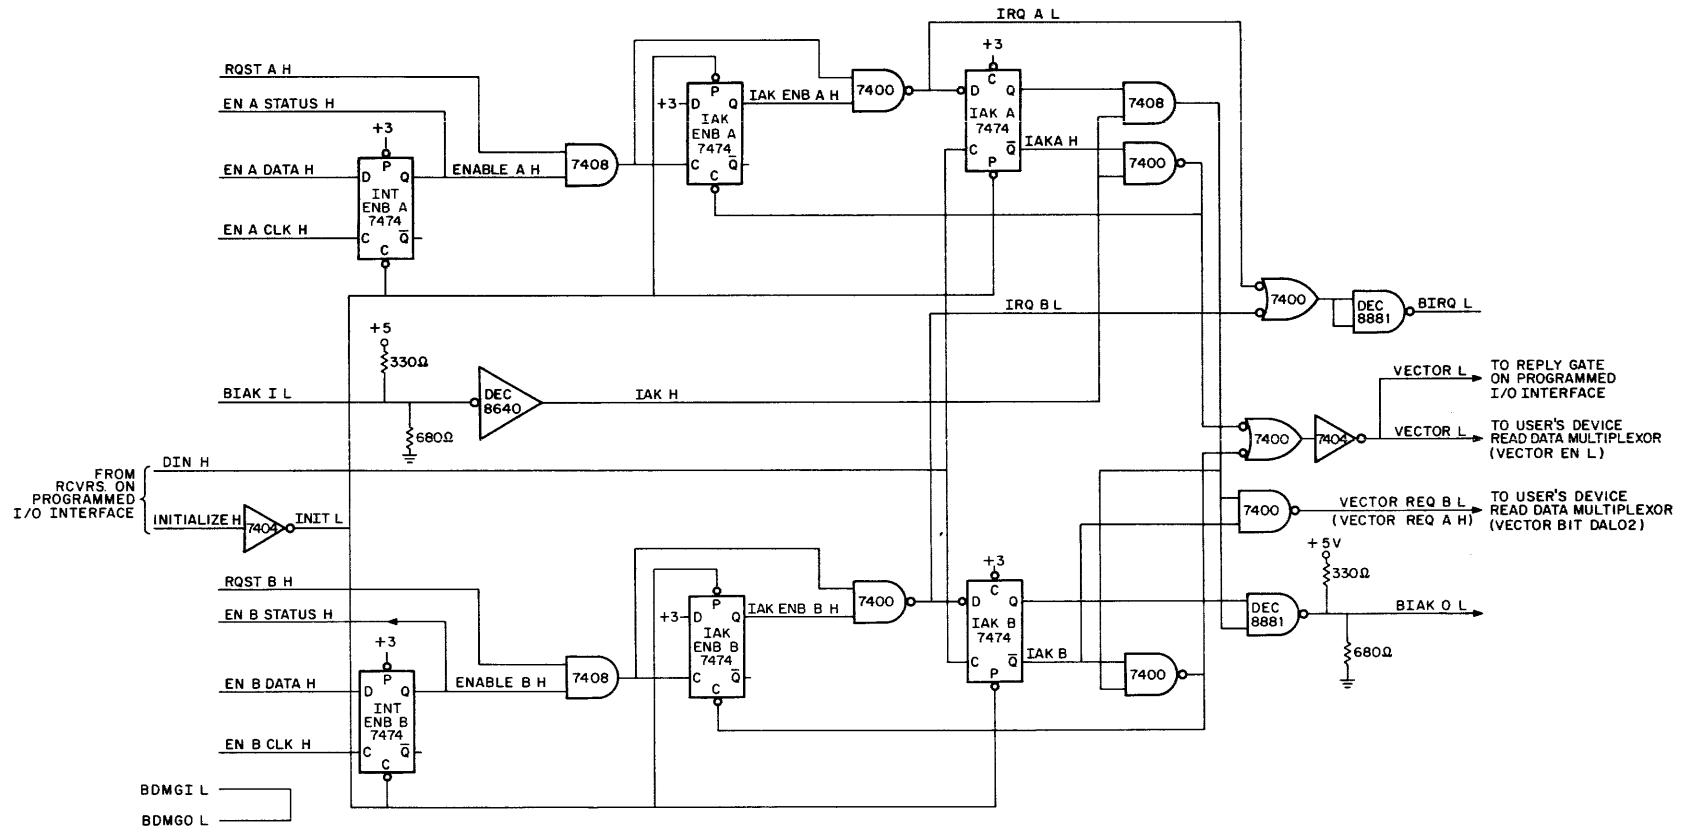 IRQ A L
+3
RQST A H
C
P
7400
D
Q
7408
+3
D
Q
IAK ENB A H
IAK A
7474
EN A STATUS H
IAK
ENB A
7474
+3
C
Q
IAKA H
7400
P
7408
C
Q
P
EN A DATA H
D
Q
ENABLE A H
C
INT
ENB A
7474
EN A CLK H
C
Q
C
IRQ B L
7400
DEC
8881
BIRQ L
+5
330Ω
BIAK I L
DEC
8640
IAK H
680Ω
VECTOR L
TO REPLY GATE
ON PROGRAMMED
I/O INTERFACE
7400
7404
VECTOR L
TO USER'S DEVICE
READ DATA MULTIPLEXOR
(VECTOR EN L)
FROM
RCVRS. ON
PROGRAMMED
I/O INTERFACE
DIN H
INITIALIZE H
7404
INIT L
7400
VECTOR REQ B L
(VECTOR REQ A H)
TO USER'S DEVICE
READ DATA MULTIPLEXOR
(VECTOR BIT DAL02)
+5V
330Ω
+3
RQST B H
C
P
7400
D
Q
DEC
8881
BIAK O L
+3
D
Q
IAK ENB B H
IAK B
7474
EN B STATUS H
IAK
ENB B
7474
+3
C
Q
IAK B
680Ω
P
7408
C
Q
P
7400
EN B DATA H
D
Q
ENABLE B H
C
INT
ENB B
7474
EN B CLK H
C
Q
C
BDMGI L
BDMGO L